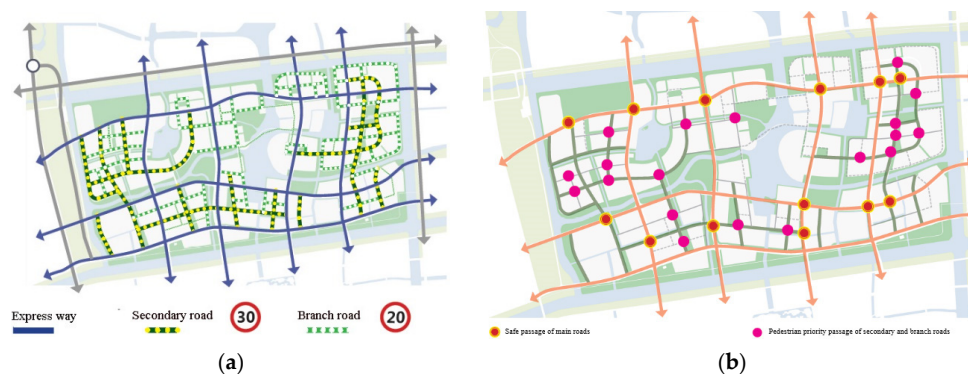 Express way
Secondary road
30
Branch road
20
Safe passage of main roads
Pedestrian priority passage of secondary and branch roads
(a)
(b)